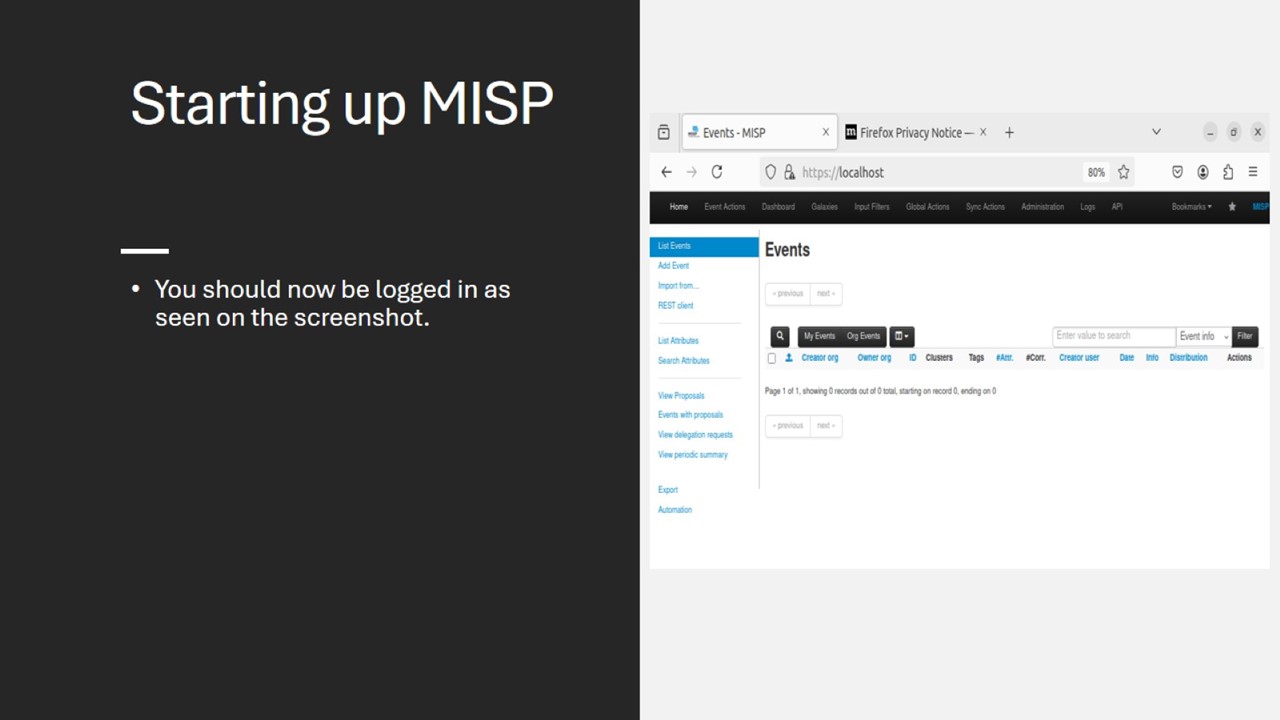 Starting up MISP
• You should now be logged in as
seen on the screenshot.
Events - MISP
Firefox Privacy Notice —
https://localhost
80%
Home Event Actions Dashboard Galaxies Input Filters Global Actions Sync Actions Administration Logs API Bookmarks MISP
List Events
Add Event
Import from...
REST client
List Attributes
Search Attributes
View Proposals
Events with proposals
View delegation requests
View periodic summary
Export
Automation
Events
« previous next »
My Events Org Events Enter value to search Event info Filter
Creator org Owner org ID Clusters Tags #Attr. #Corr. Creator user Date Info Distribution Actions
Page 1 of 1, showing 0 records out of 0 total, starting on record 0, ending on 0
« previous next »